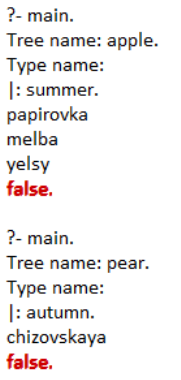 ?- main.
Tree name: apple.
Type name:
|: summer.
papirovka
melba
yelsy
false.
?- main.
Tree name: pear.
Type name:
|: autumn.
chizovskaya
false.